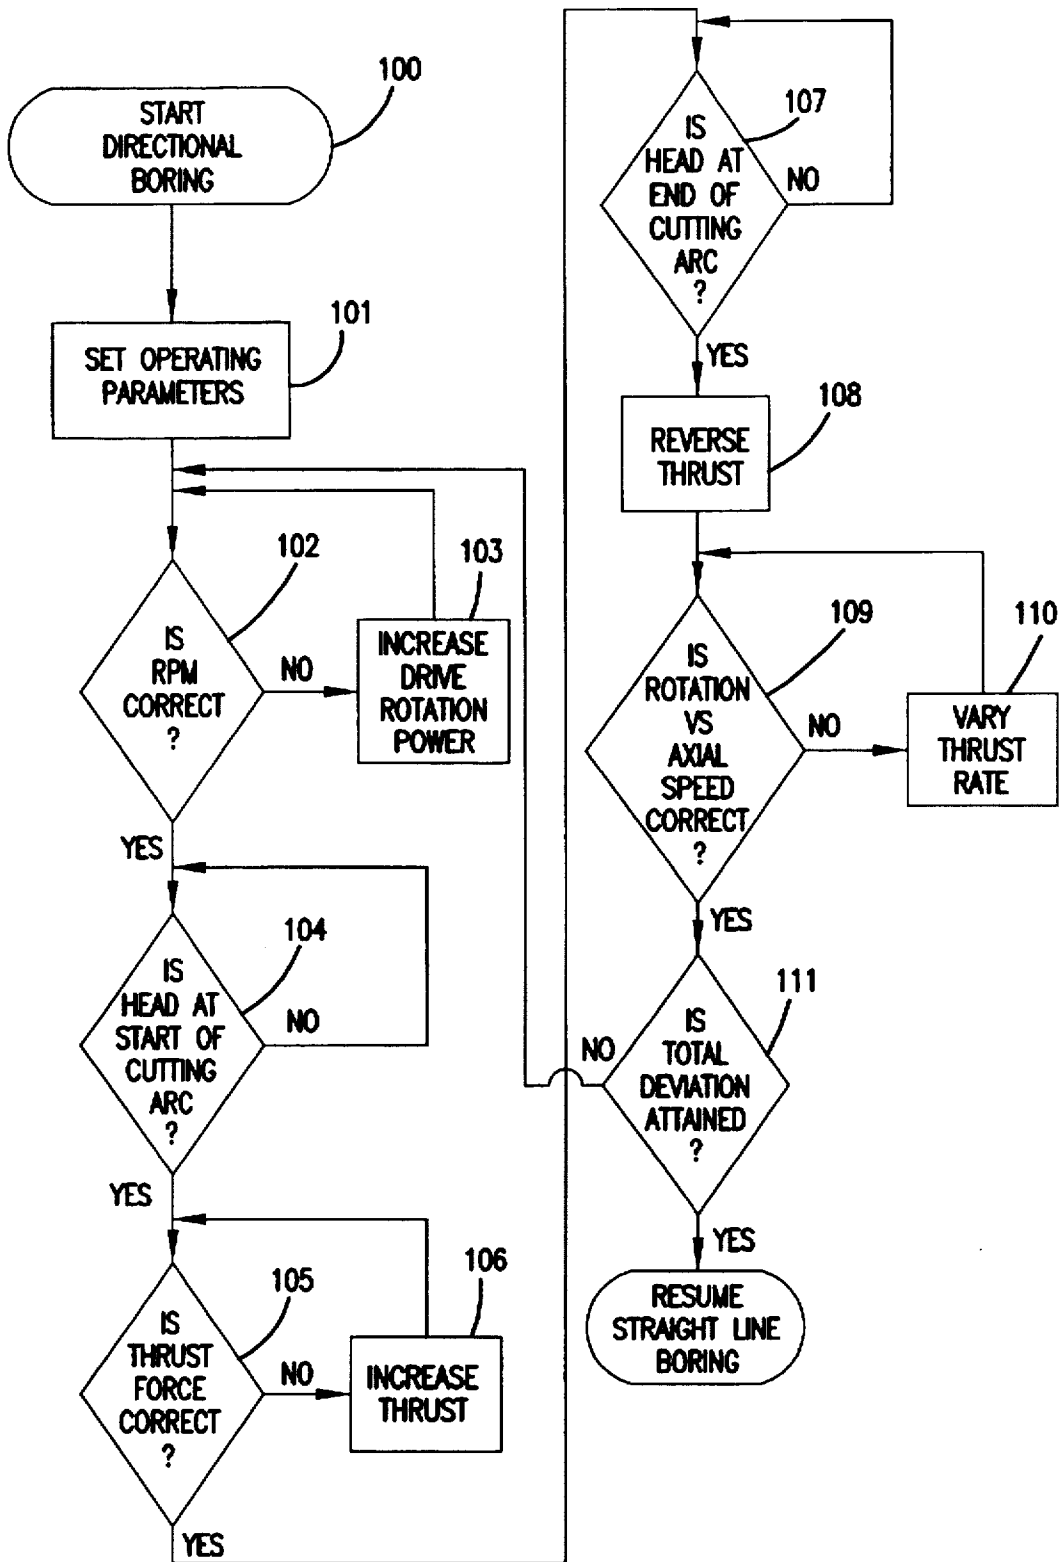 100
START
DIRECTIONAL
BORING
101
SET OPERATING
PARAMETERS
102
IS
RPM
CORRECT
?
NO
103
INCREASE
DRIVE
ROTATION
POWER
YES
104
IS
HEAD AT
START OF
CUTTING
ARC
?
NO
YES
105
IS
THRUST
FORCE
CORRECT
?
NO
106
INCREASE
THRUST
YES
107
IS
HEAD AT
END OF
CUTTING
ARC
?
NO
YES
108
REVERSE
THRUST
109
IS
ROTATION
VS
AXIAL
SPEED
CORRECT
?
NO
110
VARY
THRUST
RATE
YES
111
IS
TOTAL
DEVIATION
ATTAINED
?
NO
YES
RESUME
STRAIGHT LINE
BORING